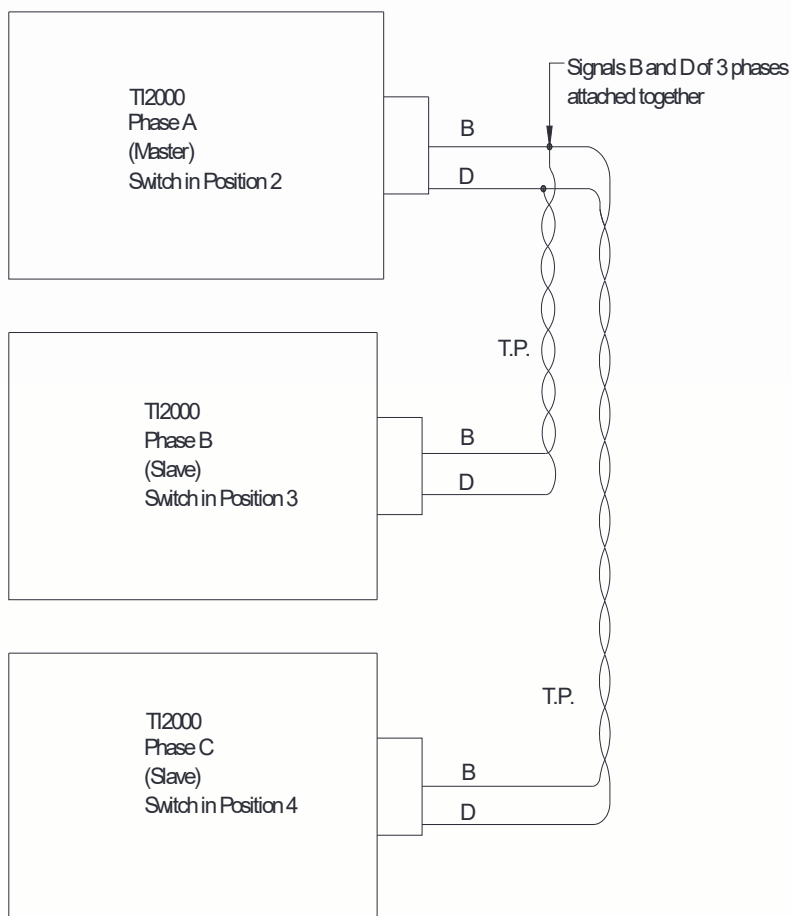 TI2000
Phase A
(Master)
Switch in Position 2
B
D
Signals B and D of 3 phases
attached together
T.P.
TI2000
Phase B
(Slave)
Switch in Position 3
B
D
T.P.
TI2000
Phase C
(Slave)
Switch in Position 4
B
D